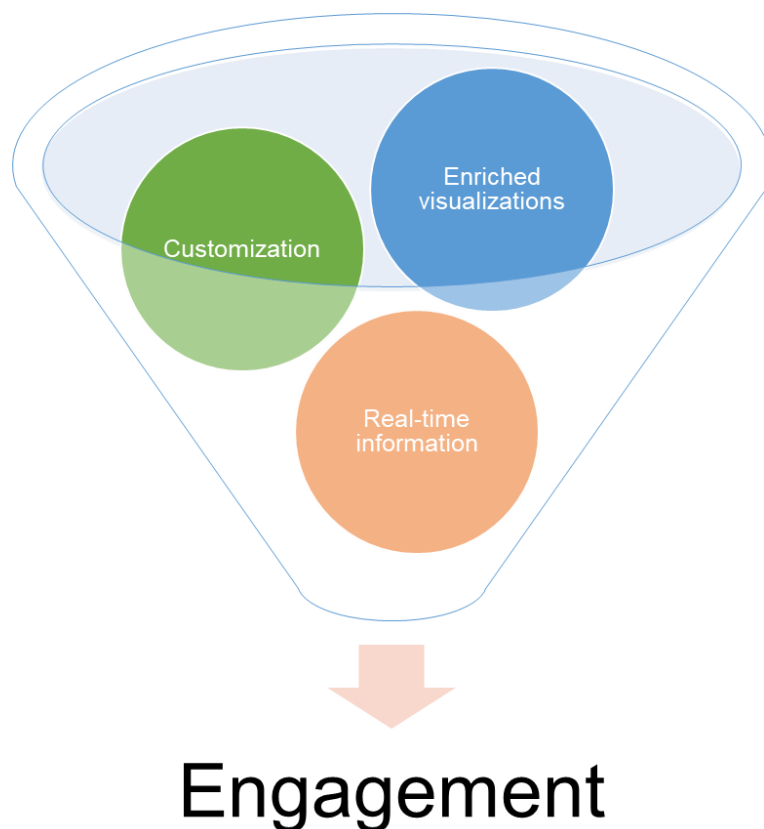 Enriched
visualizations
Customization
Real-time
information
Engagement